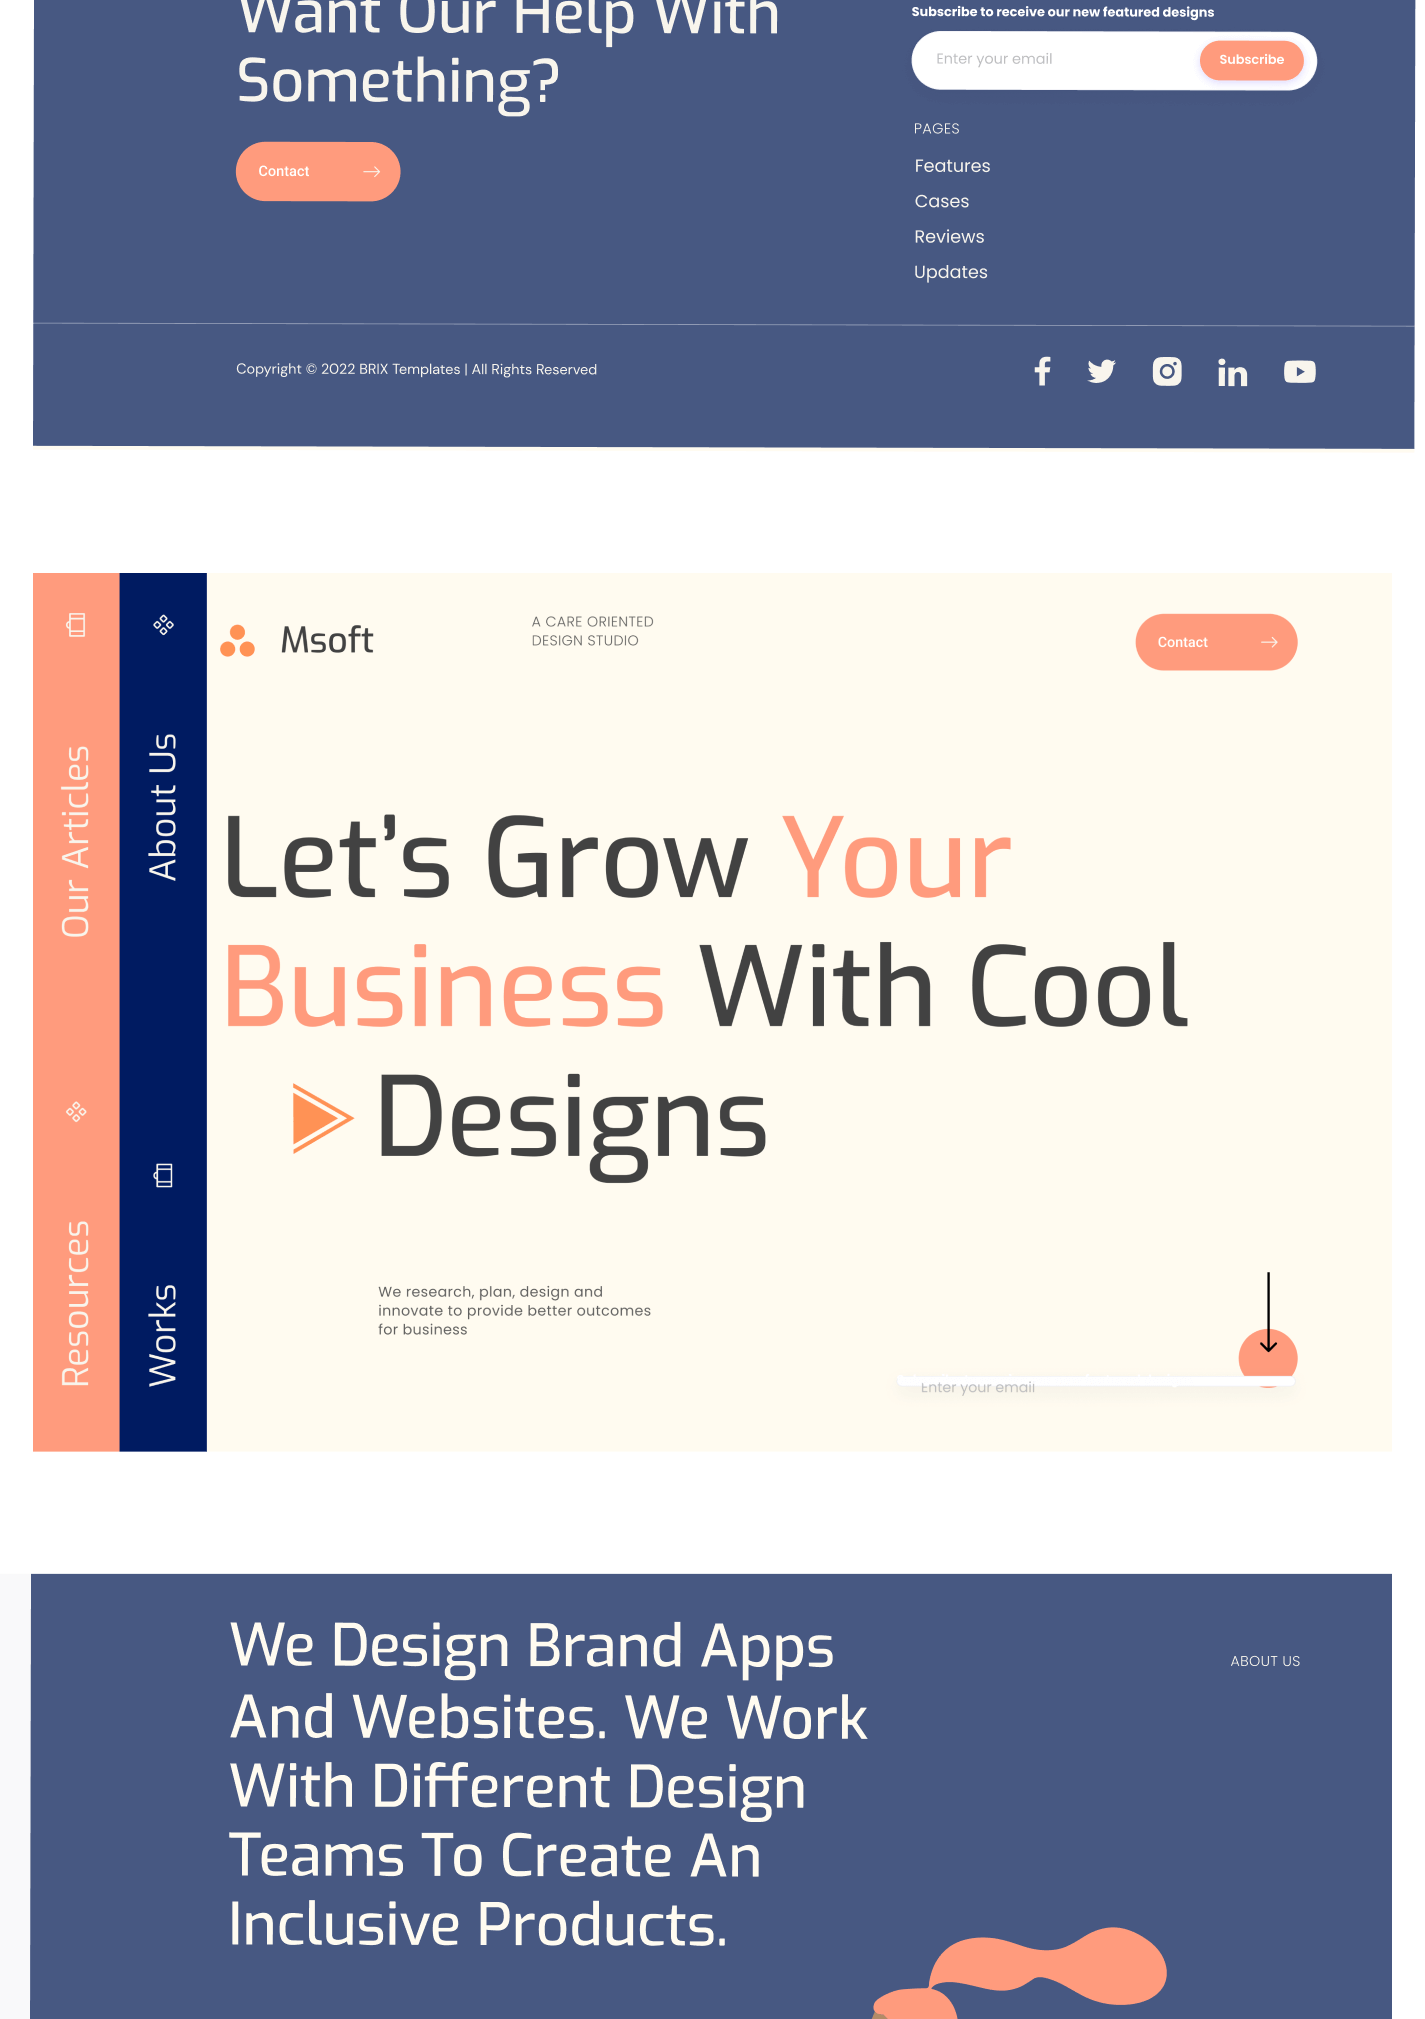 Want Our Help With
Something?
Contact
Subscribe to receive our new featured designs
Enter your email
Subscribe
PAGES
Features
Cases
Reviews
Updates
Copyright © 2022 BRIX Templates | All Rights Reserved
Our Articles
Resources
About Us
Works
Msoft
A CARE ORIENTED
DESIGN STUDIO
Contact
Let's Grow Your
Business With Cool
Designs
We research, plan, design and
innovate to provide better outcomes
for business
Enter your email
We Design Brand Apps
And Websites. We Work
With Different Design
Teams To Create An
Inclusive Products.
ABOUT US